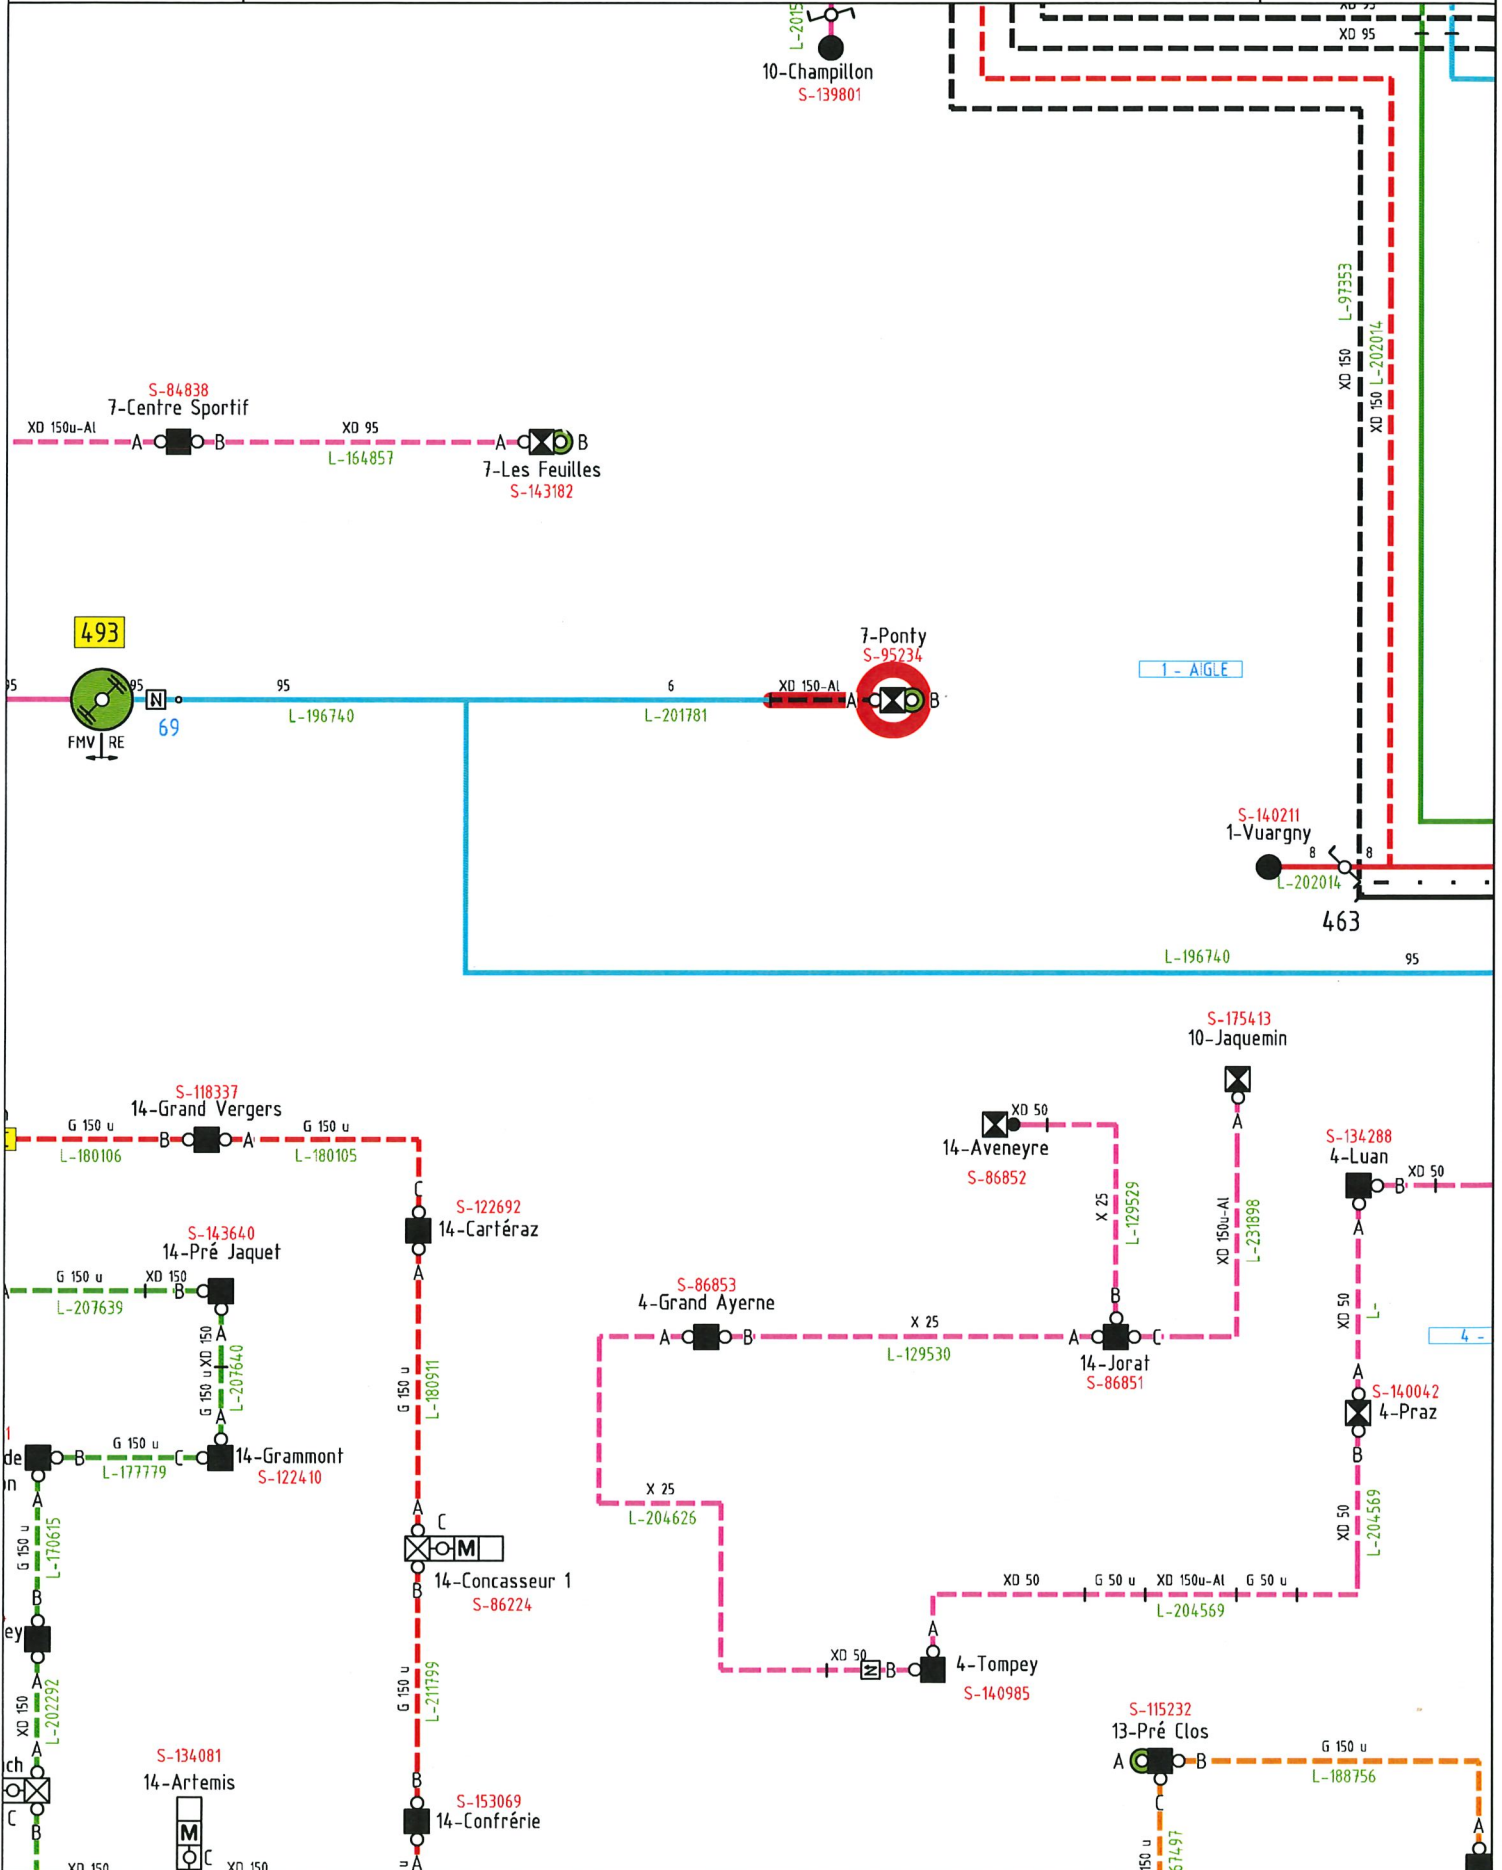 XD 95
L-2015
10-Champillon
S-139801
L-97353
XD 150
XD 150 L-202014
S-84838
7-Centre Sportif
XD 150u-Al
A
B
XD 95
L-164857
A
B
7-Les Feuilles
S-143182
493
95
95
N
69
FMV
RE
95
L-196740
6
L-201781
XD 150-Al
7-Ponty
S-95234
A
B
1 - AIGLE
S-140211
1-Vuargny
8
8
L-202014
463
L-196740
95
S-175413
10-Jaquemin
A
XD 150u-Al
L-231898
S-118337
14-Grand Vergers
G 150 u
B
A
G 150 u
L-180106
L-180105
C
S-122692
14-Cartéraz
A
XD 50
14-Aveneyre
S-86852
X 25
L-129529
B
S-134288
4-Luan
B
XD 50
A
XD 50
L-
A
S-143640
14-Pré Jaquet
G 150 u
XD 150
B
A
L-207639
G 150 u
XD 150
L-207640
A
S-86853
4-Grand Ayerne
A
B
X 25
L-129530
A
C
14-Jorat
S-86851
4 -
G 150 u
L-180911
A
S-140042
4-Praz
B
de
B
G 150 u
C
14-Grammont
L-177779
S-122410
A
G 150 u
L-170615
B
X 25
L-204626
XD 50
L-204569
C
M
14-Concasseur 1
B
S-86224
XD 50
G 50 u
XD 150u-Al
G 50 u
L-204569
A
ey
A
XD 150
L-202292
A
G 150 u
L-211799
B
XD 50
N
B
4-Tompey
S-140985
S-115232
13-Pré Clos
A
B
G 150 u
L-188756
C
A
ch
C
B
S-134081
14-Artemis
M
C
S-153069
14-Confrérie
A
XD 150
XD 150
u
150 u
67497